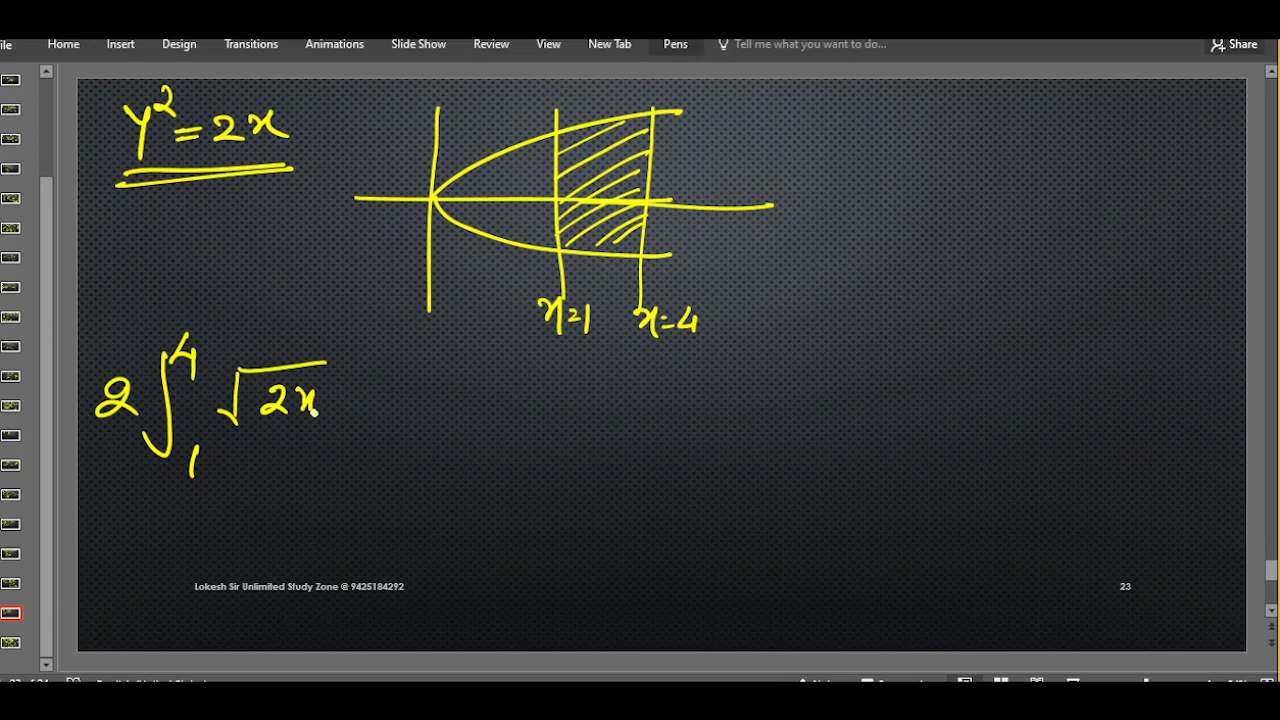 File Home Insert Design Transitions Animations Slide Show Review View New Tab Pens Tell me what you want to do... Share
y² = 2x
x=1 x=4
2∫₁⁴ √2x
Lokesh Sir Unlimited Study Zone @ 9425184292 23